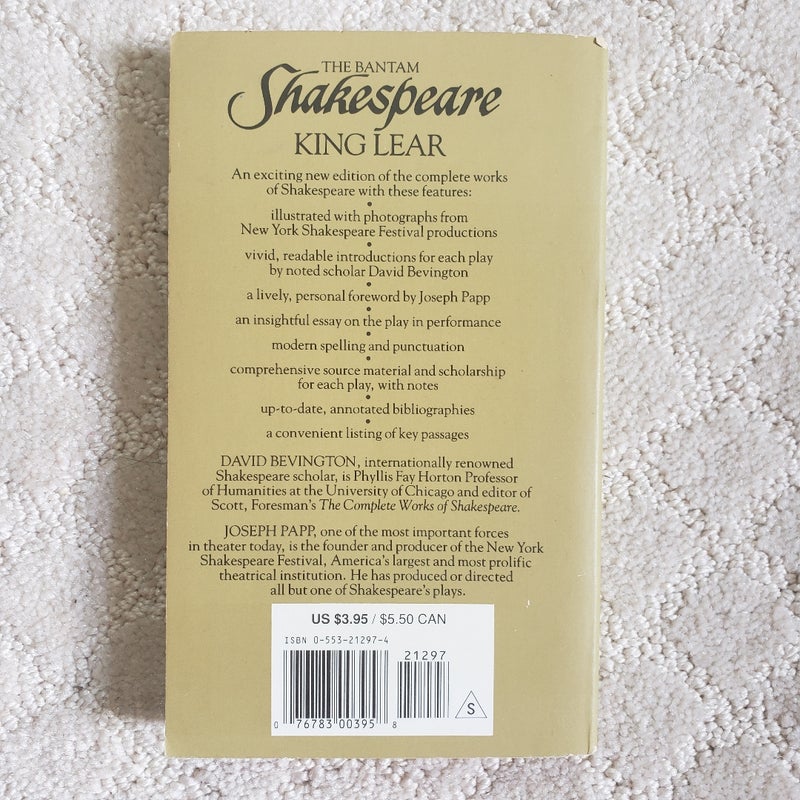 THE BANTAM
Shakespeare
KING LEAR
An exciting new edition of the complete works
of Shakespeare with these features:
•
illustrated with photographs from
New York Shakespeare Festival productions
•
vivid, readable introductions for each play
by noted scholar David Bevington
•
a lively, personal foreword by Joseph Papp
•
an insightful essay on the play in performance
•
modern spelling and punctuation
•
comprehensive source material and scholarship
for each play, with notes
•
up-to-date, annotated bibliographies
•
a convenient listing of key passages
DAVID BEVINGTON, internationally renowned
Shakespeare scholar, is Phyllis Fay Horton Professor
of Humanities at the University of Chicago and editor of
Scott, Foresman's The Complete Works of Shakespeare.
JOSEPH PAPP, one of the most important forces
in theater today, is the founder and producer of the New York
Shakespeare Festival, America's largest and most prolific
theatrical institution. He has produced or directed
all but one of Shakespeare's plays.
US $3.95 / $5.50 CAN
ISBN 0-553-21297-4
21297
S
0 76783 00395 8